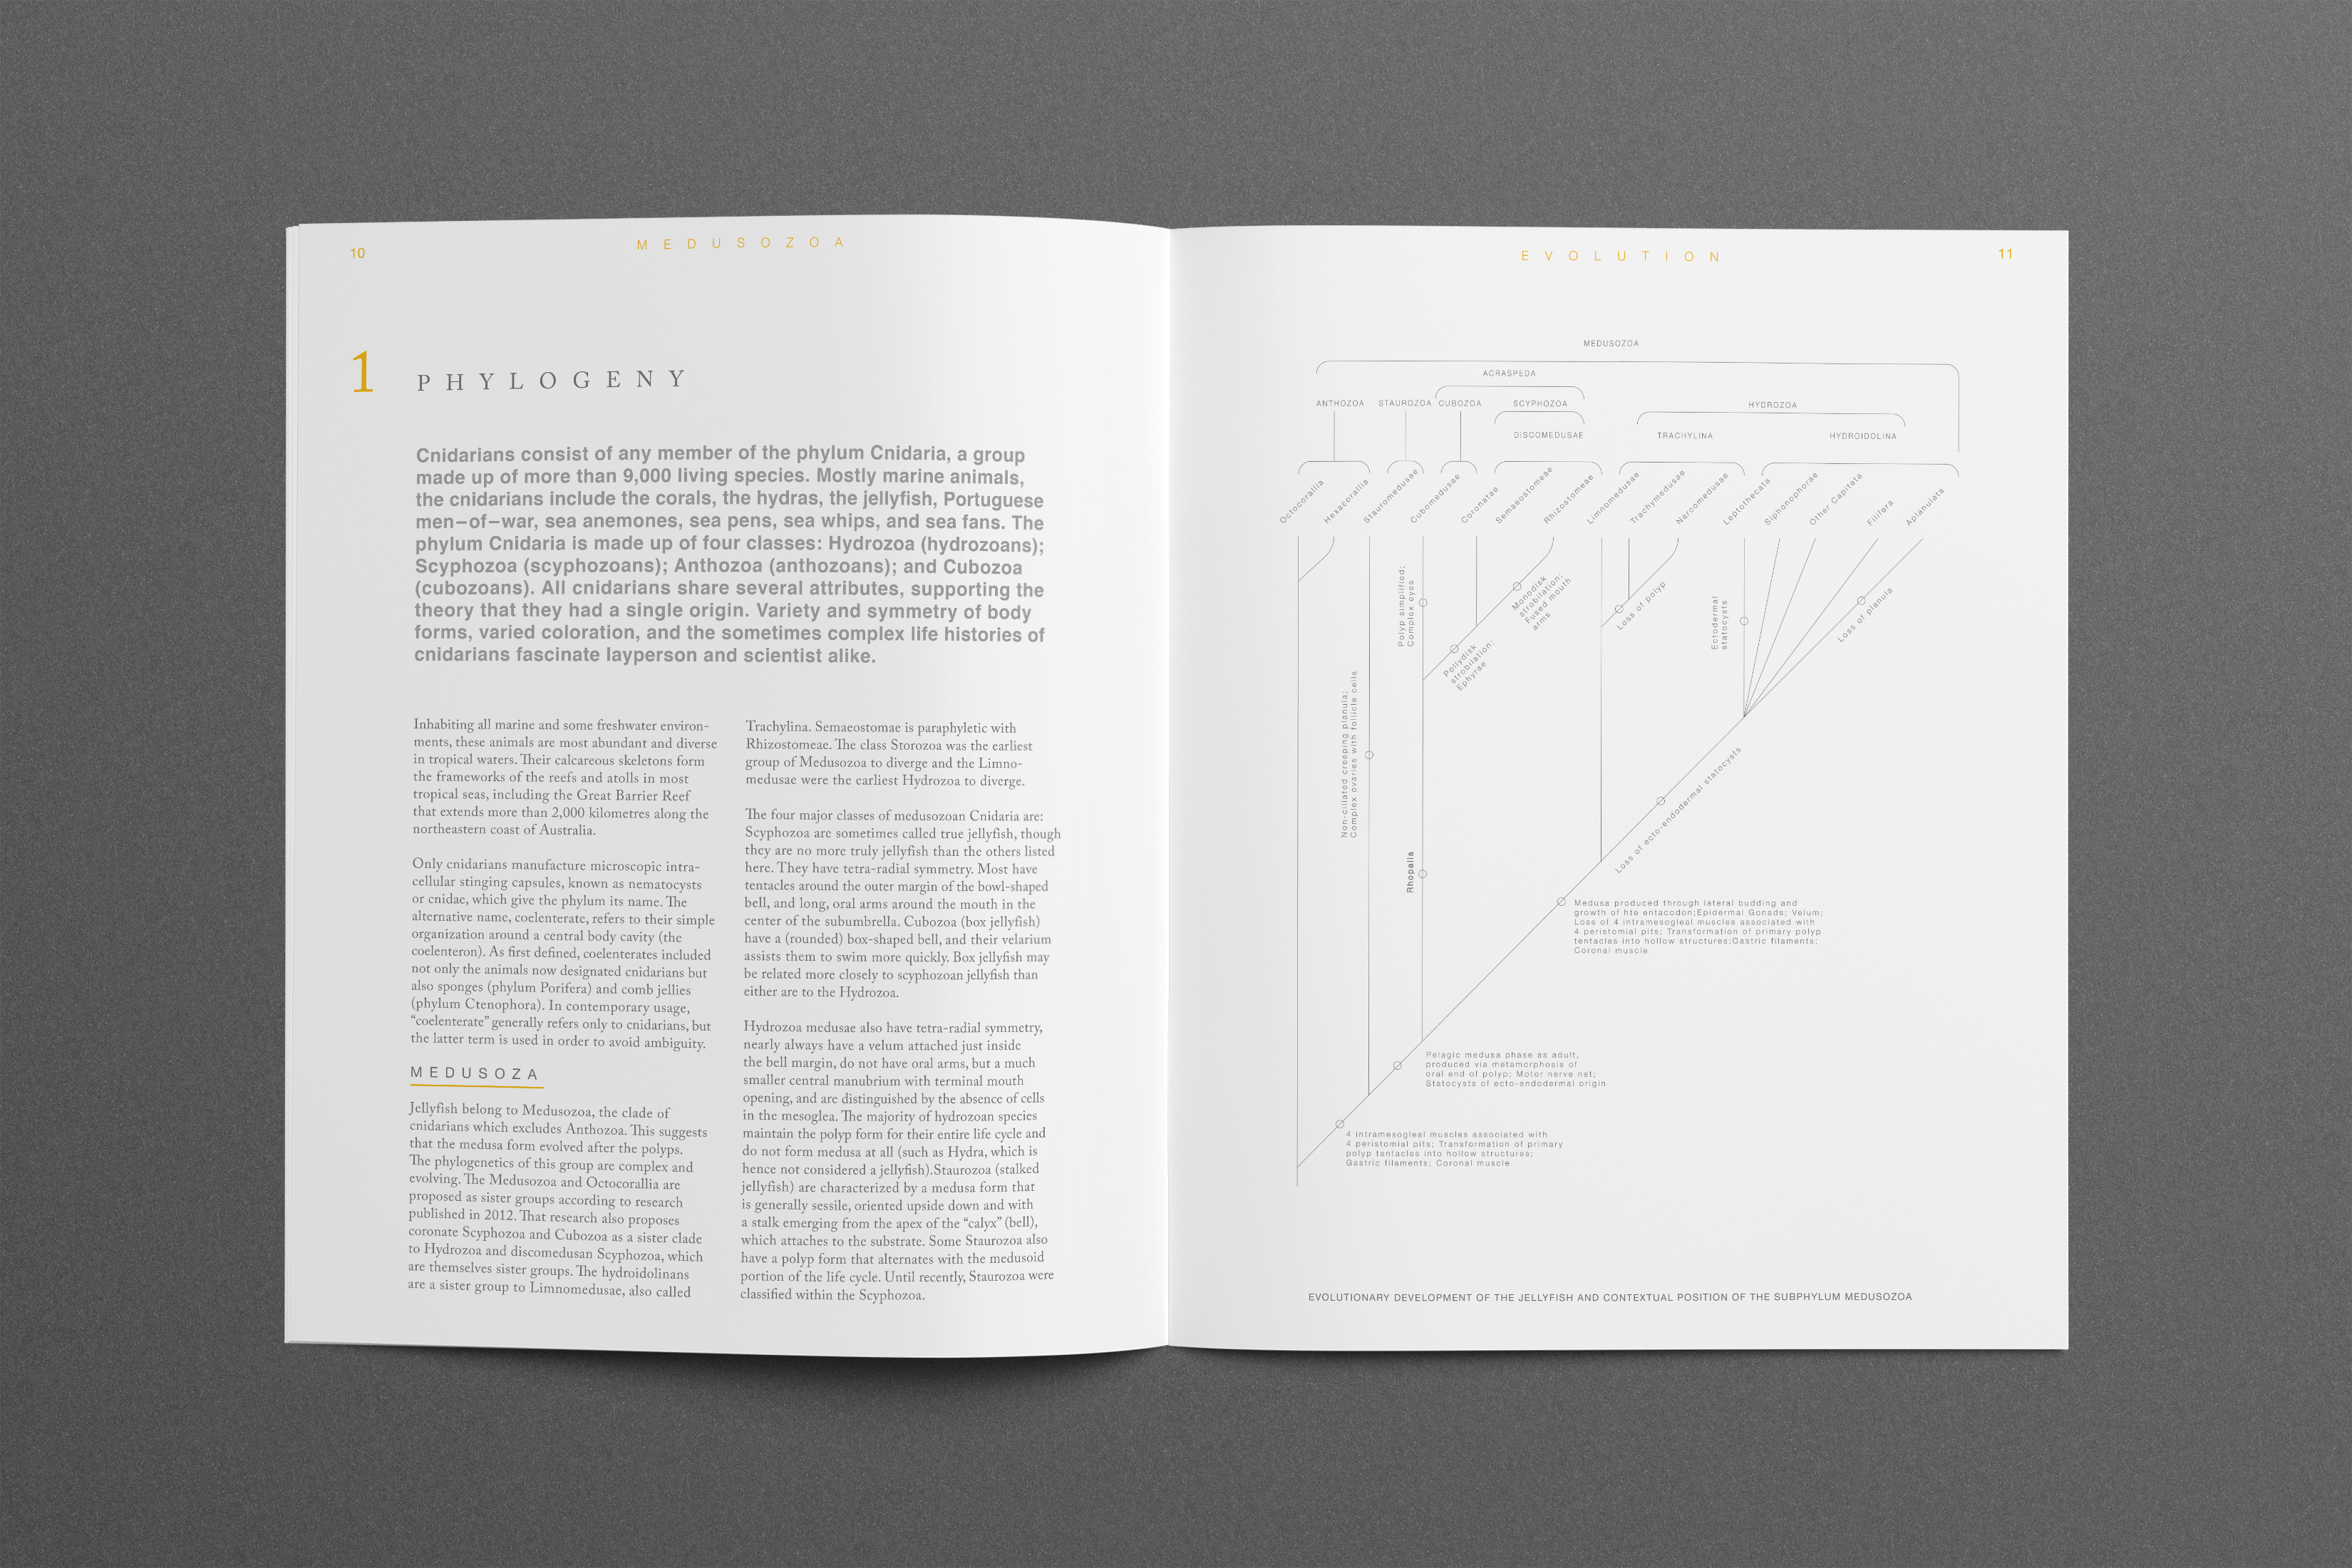 10
MEDUSOZOA
1 PHYLOGENY
Cnidarians consist of any member of the phylum Cnidaria, a group
made up of more than 9,000 living species. Mostly marine animals,
the cnidarians include the corals, the hydras, the jellyfish, Portuguese
men–of–war, sea anemones, sea pens, sea whips, and sea fans. The
phylum Cnidaria is made up of four classes: Hydrozoa (hydrozoans);
Scyphozoa (scyphozoans); Anthozoa (anthozoans); and Cubozoa
(cubozoans). All cnidarians share several attributes, supporting the
theory that they had a single origin. Variety and symmetry of body
forms, varied coloration, and the sometimes complex life histories of
cnidarians fascinate layperson and scientist alike.
Inhabiting all marine and some freshwater environ-
ments, these animals are most abundant and diverse
in tropical waters. Their calcareous skeletons form
the frameworks of the reefs and atolls in most
tropical seas, including the Great Barrier Reef
that extends more than 2,000 kilometres along the
northeastern coast of Australia.
Only cnidarians manufacture microscopic intra-
cellular stinging capsules, known as nematocysts
or cnidae, which give the phylum its name. The
alternative name, coelenterate, refers to their simple
organization around a central body cavity (the
coelenteron). As first defined, coelenterates included
not only the animals now designated cnidarians but
also sponges (phylum Porifera) and comb jellies
(phylum Ctenophora). In contemporary usage,
“coelenterate” generally refers only to cnidarians, but
the latter term is used in order to avoid ambiguity.
MEDUSOZA
Jellyfish belong to Medusozoa, the clade of
cnidarians which excludes Anthozoa. This suggests
that the medusa form evolved after the polyps.
The phylogenetics of this group are complex and
evolving. The Medusozoa and Octocorallia are
proposed as sister groups according to research
published in 2012. That research also proposes
coronate Scyphozoa and Cubozoa as a sister clade
to Hydrozoa and discomedusan Scyphozoa, which
are themselves sister groups. The hydroidolinans
are a sister group to Limnomedusae, also called
Trachylina. Semaeostomae is paraphyletic with
Rhizostomeae. The class Storozoa was the earliest
group of Medusozoa to diverge and the Limno-
medusae were the earliest Hydrozoa to diverge.
The four major classes of medusozoan Cnidaria are:
Scyphozoa are sometimes called true jellyfish, though
they are no more truly jellyfish than the others listed
here. They have tetra-radial symmetry. Most have
tentacles around the outer margin of the bowl-shaped
bell, and long, oral arms around the mouth in the
center of the subumbrella. Cubozoa (box jellyfish)
have a (rounded) box-shaped bell, and their velarium
assists them to swim more quickly. Box jellyfish may
be related more closely to scyphozoan jellyfish than
either are to the Hydrozoa.
Hydrozoa medusae also have tetra-radial symmetry,
nearly always have a velum attached just inside
the bell margin, do not have oral arms, but a much
smaller central manubrium with terminal mouth
opening, and are distinguished by the absence of cells
in the mesoglea. The majority of hydrozoan species
maintain the polyp form for their entire life cycle and
do not form medusa at all (such as Hydra, which is
hence not considered a jellyfish).Staurozoa (stalked
jellyfish) are characterized by a medusa form that
is generally sessile, oriented upside down and with
a stalk emerging from the apex of the “calyx” (bell),
which attaches to the substrate. Some Staurozoa also
have a polyp form that alternates with the medusoid
portion of the life cycle. Until recently, Staurozoa were
classified within the Scyphozoa.
EVOLUTION
11
MEDUSOZOA
ACRASPEDA
ANTHOZOA
STAUROZOA
CUBOZOA
SCYPHOZOA
HYDROZOA
DISCOMEDUSAE
TRACHYLINA
HYDROIDOLINA
Octocorallia
Hexacorallia
Stauromedusae
Cubomedusae
Coronatae
Semaeostomeae
Rhizostomeae
Limnomedusae
Trachymedusae
Narcomedusae
Leptothecata
Siphonophorae
Other Capitata
Filifera
Aplanulata
Polyp simplified;
Complex eyes
Monodisk
strobilation;
Fused mouth
arms
Pollydisk
strobilation;
Ephyrae
Loss of polyp
Ectodermal
statocysts
Loss of planula
Non-ciliated creeping planula;
Complex ovaries with follicle cells
Rhopalia
Loss of ecto-endodermal statocysts
Medusa produced through lateral budding and
growth of hte entacodon;Epidermal Gonads; Velum;
Loss of 4 intramesogleal muscles associated with
4 peristomial pits; Transformation of primary polyp
tentacles into hollow structures;Gastric filaments;
Coronal muscle
Pelagic medusa phase as adult,
produced via metamorphosis of
oral end of polyp; Motor nerve net;
Statocysts of ecto-endodermal origin
4 intramesogleal muscles associated with
4 peristomial pits; Transformation of primary
polyp tentacles into hollow structures;
Gastric filaments; Coronal muscle
EVOLUTIONARY DEVELOPMENT OF THE JELLYFISH AND CONTEXTUAL POSITION OF THE SUBPHYLUM MEDUSOZOA